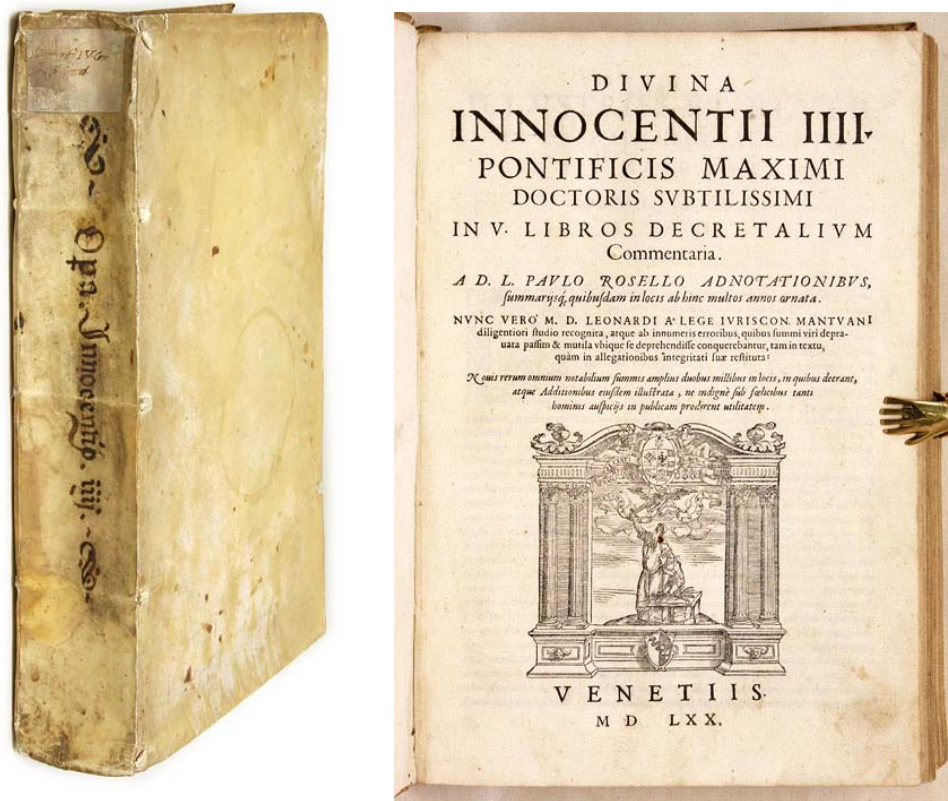 Opa. Innocentio. iiij.
DIVINA
INNOCENTII IIII.
PONTIFICIS MAXIMI
DOCTORIS SVBTILISSIMI
IN V. LIBROS DECRETALIVM
Commentaria.
A D. L. PAVLO ROSELLO ADNOTATIONIBVS,
ſummarijsq́, quibuſdam in locis ab hinc multos annos ornata.
NVNC VERO' M. D. LEONARDI A' LEGE IVRISCON. MANTVANI
diligentiori ſtudio recognita, atque ab innumeris erroribus, quibus ſummi viri depra-
uata paſſim & mutila vbique ſe deprehendiſſe conquerebantur, tam in textu,
quàm in allegationibus integritati ſuæ reſtituta:
Nouis rerum omnium notabilium ſummis amplius duobus millibus in locis, in quibus deerant,
atque Additionibus eiuſdem illuſtrata, ne indignè ſub fœlicibus tanti
hominis auſpicijs in publicam prodirent utilitatem.
VENETIIS.
M D LXX.